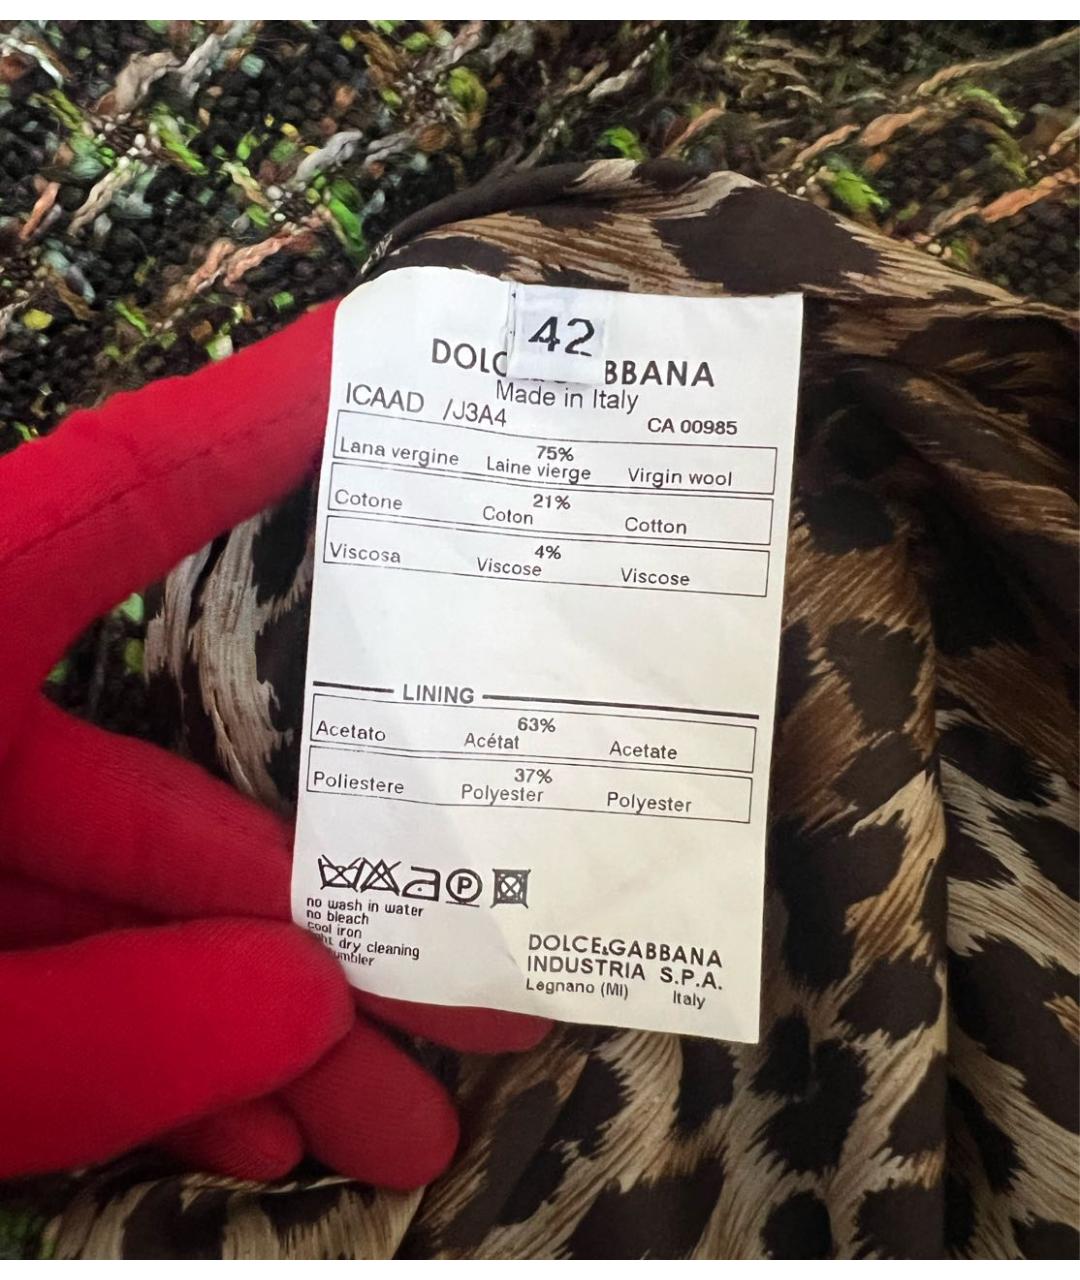 42
DOLC BBANA
Made in Italy
ICAAD /J3A4 CA 00985
75%
Lana vergine Laine vierge Virgin wool
21%
Cotone Coton Cotton
4%
Viscosa Viscose Viscose
LINING
63%
Acetato Acétat Acetate
37%
Poliestere Polyester Polyester
P
no wash in water
no bleach
cool iron
dry cleaning
DOLCE&GABBANA
INDUSTRIA S.P.A.
Legnano (MI) Italy